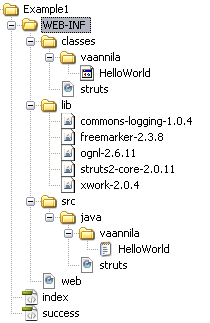 Example1
WEB-INF
classes
vaannila
HelloWorld
struts
lib
commons-logging-1.0.4
freemarker-2.3.8
ognl-2.6.11
struts2-core-2.0.11
xwork-2.0.4
src
java
vaannila
HelloWorld
struts
web
index
success